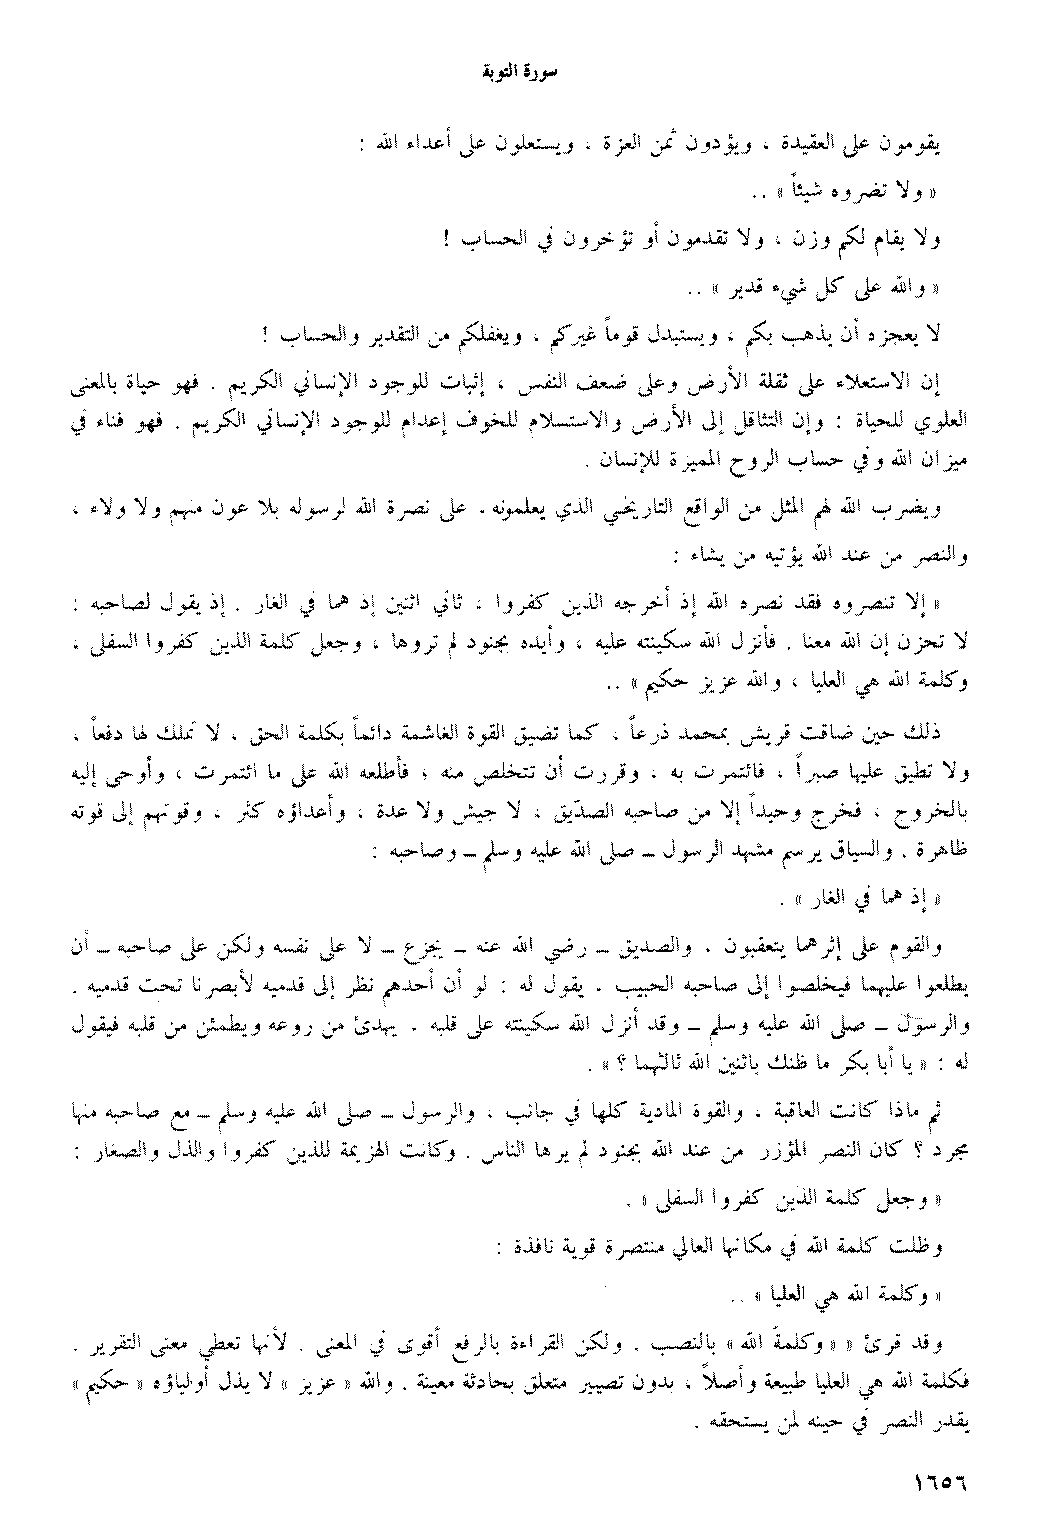 سورة التوبة
يقومون على العقيدة ، ويؤدون ثمن العزة ، ويستعلون على أعداء الله :
« ولا تضروه شيئاً » ..
ولا يقام لكم وزن ، ولا تقدمون أو تؤخرون في الحساب !
« والله على كل شيء قدير » ..
لا يعجزه أن يذهب بكم ، ويستبدل قوماً غيركم ، ويغفلكم من التقدير والحساب !
إن الاستعلاء على ثقلة الأرض وعلى ضعف النفس ، إثبات للوجود الإنساني الكريم . فهو حياة بالمعنى
العلوي للحياة : وإن التثاقل إلى الأرض والاستسلام للخوف إعدام للوجود الإنساني الكريم . فهو فناء في
ميزان الله وفي حساب الروح المميزة للإنسان .
ويضرب الله لهم المثل من الواقع التاريخي الذي يعلمونه . على نصرة الله لرسوله بلا عون منهم ولا ولاء ،
والنصر من عند الله يؤتيه من يشاء :
« إلا تنصروه فقد نصره الله إذ أخرجه الذين كفروا ، ثاني اثنين إذ هما في الغار . إذ يقول لصاحبه :
لا تحزن إن الله معنا . فأنزل الله سكينته عليه ، وأيده بجنود لم تروها ، وجعل كلمة الذين كفروا السفلى ،
وكلمة الله هي العليا ، والله عزيز حكيم » ..
ذلك حين ضاقت قريش بمحمد ذرعاً ، كما تضيق القوة الغاشمة دائماً بكلمة الحق ، لا تملك لها دفعاً ،
ولا تطيق عليها صبراً ، فائتمرت به ، وقررت أن تتخلص منه ؛ فأطلعه الله على ما ائتمرت ، وأوحى إليه
بالخروج ، فخرج وحيداً إلا من صاحبه الصدّيق ، لا جيش ولا عدة ، وأعداؤه كثر ، وقوتهم إلى قوته
ظاهرة . والسياق يرسم مشهد الرسول – صلى الله عليه وسلم – وصاحبه :
« إذ هما في الغار » .
والقوم على إثرهما يتعقبون . والصديق – رضي الله عنه – يجزع – لا على نفسه ولكن على صاحبه – أن
يطلعوا عليهما فيخلصوا إلى صاحبه الحبيب . يقول له : لو أن أحدهم نظر إلى قدميه لأبصرنا تحت قدميه .
والرسول – صلى الله عليه وسلم – وقد أنزل الله سكينته على قلبه . يهدئ من روعه ويطمئن من قلبه فيقول
له : « يا أبا بكر ما ظنك باثنين الله ثالثهما ؟ » .
ثم ماذا كانت العاقبة ، والقوة المادية كلها في جانب ، والرسول – صلى الله عليه وسلم – مع صاحبه منها
مجرد ؟ كان النصر المؤزر من عند الله بجنود لم يرها الناس . وكانت الهزيمة للذين كفروا والذل والصغار :
« وجعل كلمة الذين كفروا السفلى » .
وظلت كلمة الله في مكانها العالي منتصرة قوية نافذة :
« وكلمة الله هي العليا » ..
وقد قرئ « « وكلمةَ الله » بالنصب . ولكن القراءة بالرفع أقوى في المعنى . لأنها تعطي معنى التقرير .
فكلمة الله هي العليا طبيعة وأصلاً ، بدون تصيير متعلق بحادثة معينة . والله « عزيز » لا يذل أولياؤه « حكيم »
يقدر النصر في حينه لمن يستحقه .
١٦٥٦